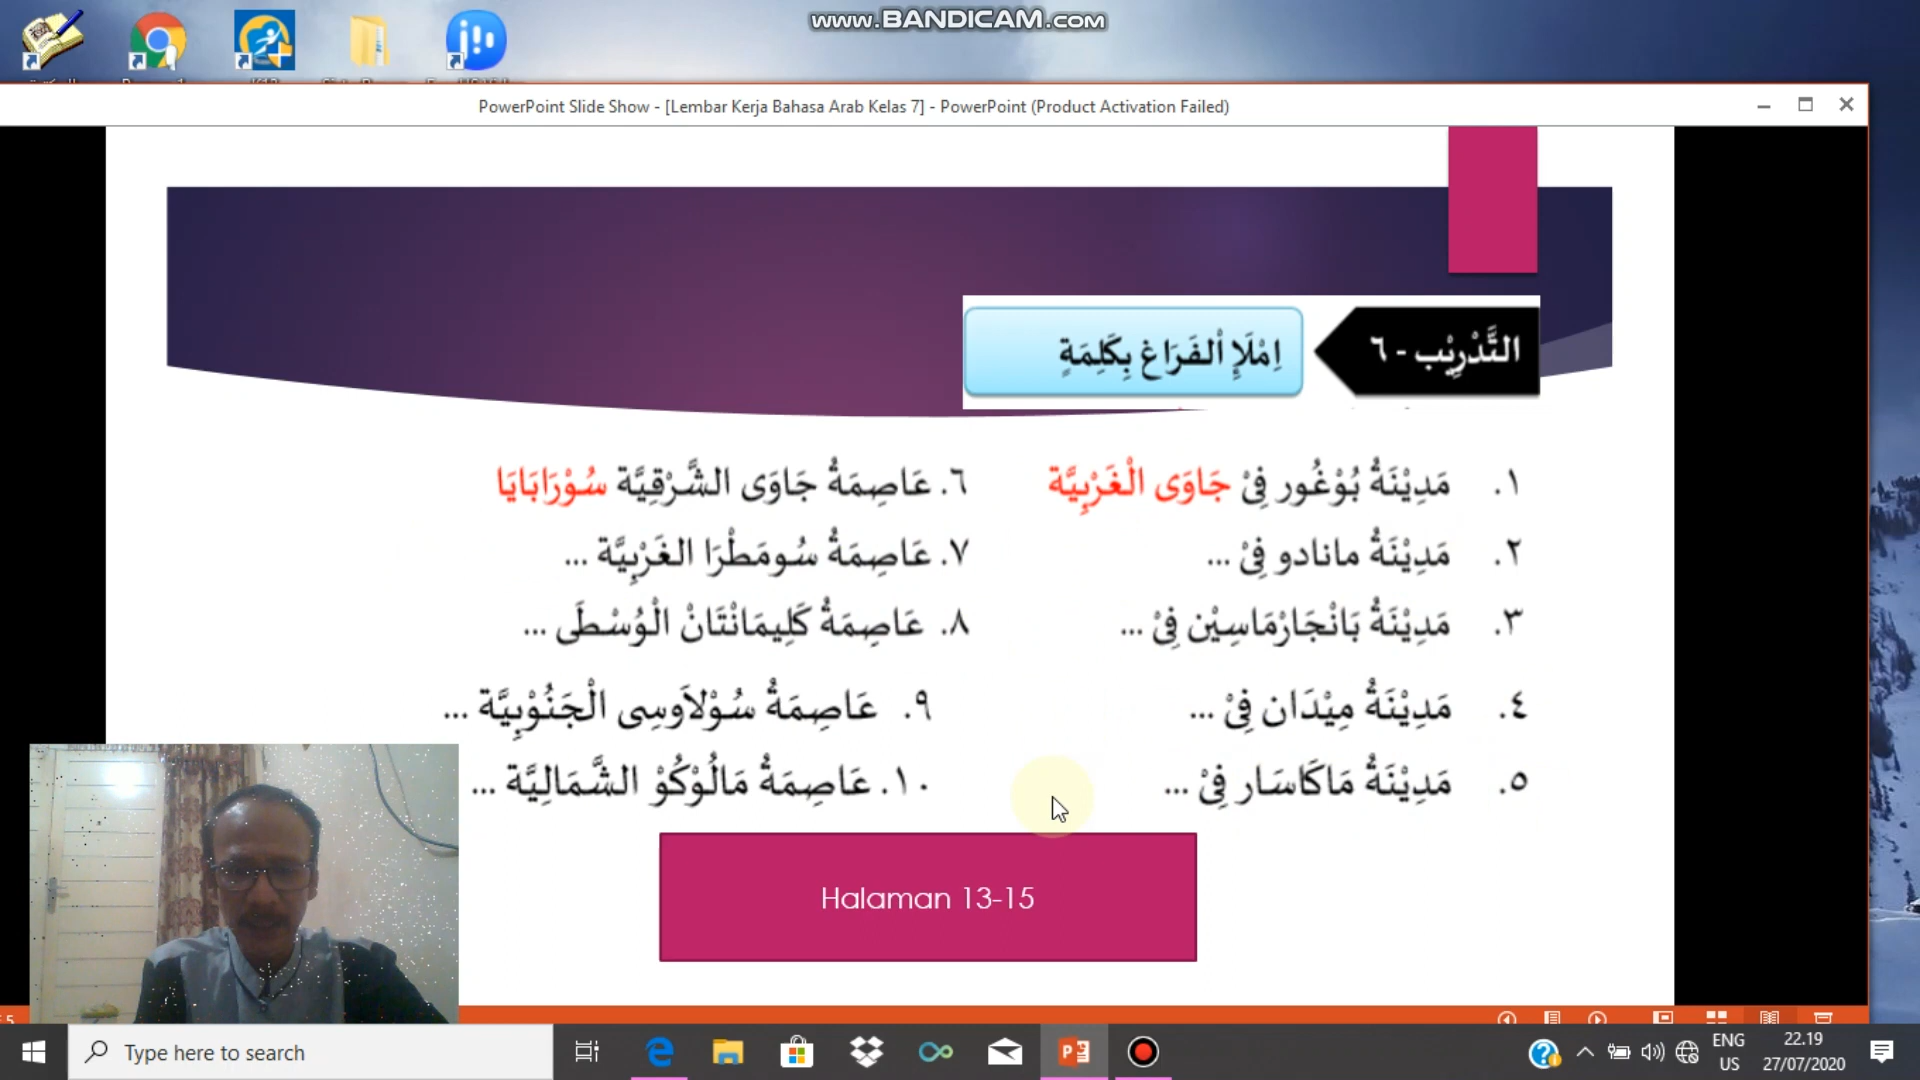 www.BANDICAM.com
PowerPoint Slide Show - [Lembar Kerja Bahasa Arab Kelas 7] - PowerPoint (Product Activation Failed)
التَّدْرِيْب - ٦
اِمْلَإِ اْلفَرَاغ بِكَلِمَةٍ
١. مَدِيْنَةُ بُوْغُور فِىْ جَاوَى الْغَرْبِيَّة
٢. مَدِيْنَةُ مانادو فِىْ ...
٣. مَدِيْنَةُ بَانْجَارْمَاسِيْن فِىْ ...
٤. مَدِيْنَةُ مِيْدَان فِىْ ...
٥. مَدِيْنَةُ مَاكَاسَار فِىْ ...
٦. عَاصِمَةُ جَاوَى الشَّرْقِيَّة سُوْرَابَايَا
٧. عَاصِمَةُ سُومَطْرَا الغَرْبِيَّة ...
٨. عَاصِمَةُ كَلِيمَانْتَانْ الْوُسْطَى ...
٩. عَاصِمَةُ سُوْلاَوسِى الْجَنُوْبِيَّة ...
١٠. عَاصِمَةُ مَالُوْكُوْ الشَّمَالِيَّة ...
Halaman 13-15
Type here to search
ENG
US
22.19
27/07/2020